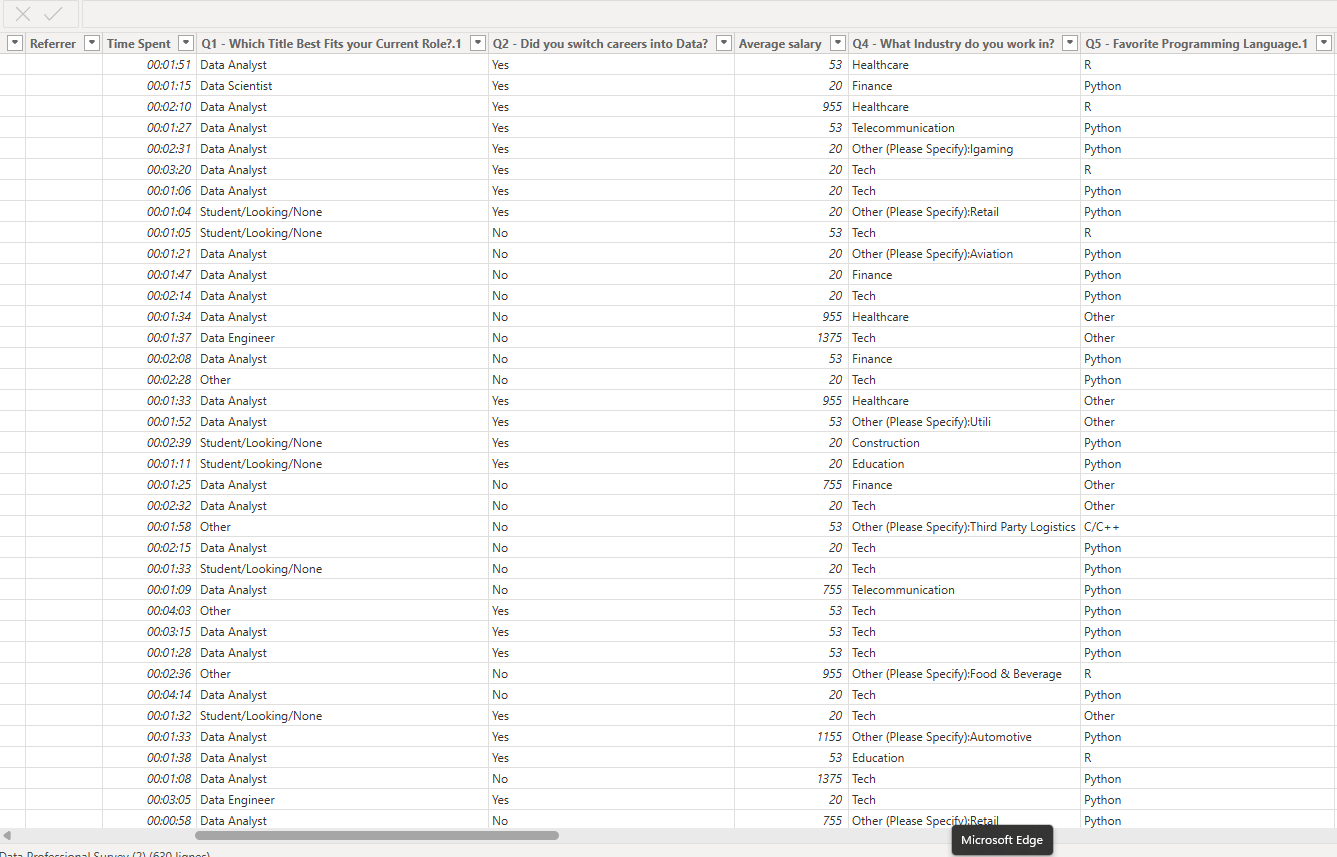 Referrer Time Spent Q1 - Which Title Best Fits your Current Role?.1 Q2 - Did you switch careers into Data? Average salary Q4 - What Industry do you work in? Q5 - Favorite Programming Language.1
00:01:51 Data Analyst Yes 53 Healthcare R
00:01:15 Data Scientist Yes 20 Finance Python
00:02:10 Data Analyst Yes 955 Healthcare R
00:01:27 Data Analyst Yes 53 Telecommunication Python
00:02:31 Data Analyst Yes 20 Other (Please Specify):Igaming Python
00:03:20 Data Analyst Yes 20 Tech R
00:01:06 Data Analyst Yes 20 Tech Python
00:01:04 Student/Looking/None Yes 20 Other (Please Specify):Retail Python
00:01:05 Student/Looking/None No 53 Tech R
00:01:21 Data Analyst No 20 Other (Please Specify):Aviation Python
00:01:47 Data Analyst No 20 Finance Python
00:02:14 Data Analyst No 20 Tech Python
00:01:34 Data Analyst No 955 Healthcare Other
00:01:37 Data Engineer No 1375 Tech Other
00:02:08 Data Analyst No 53 Finance Python
00:02:28 Other No 20 Tech Python
00:01:33 Data Analyst Yes 955 Healthcare Other
00:01:52 Data Analyst Yes 53 Other (Please Specify):Utili Other
00:02:39 Student/Looking/None Yes 20 Construction Python
00:01:11 Student/Looking/None Yes 20 Education Python
00:01:25 Data Analyst No 755 Finance Other
00:02:32 Data Analyst No 20 Tech Other
00:01:58 Other No 53 Other (Please Specify):Third Party Logistics C/C++
00:02:15 Data Analyst No 20 Tech Python
00:01:33 Student/Looking/None No 20 Tech Python
00:01:09 Data Analyst No 755 Telecommunication Python
00:04:03 Other Yes 53 Tech Python
00:03:15 Data Analyst Yes 53 Tech Python
00:01:28 Data Analyst Yes 53 Tech Python
00:02:36 Other No 955 Other (Please Specify):Food & Beverage R
00:04:14 Data Analyst No 20 Tech Python
00:01:32 Student/Looking/None Yes 20 Tech Other
00:01:33 Data Analyst Yes 1155 Other (Please Specify):Automotive Python
00:01:38 Data Analyst Yes 53 Education R
00:01:08 Data Analyst No 1375 Tech Python
00:03:05 Data Engineer Yes 20 Tech Python
00:00:58 Data Analyst No 755 Other (Please Specify):Retail Python
Microsoft Edge
Data Professional Survey (2) (630 lignes)